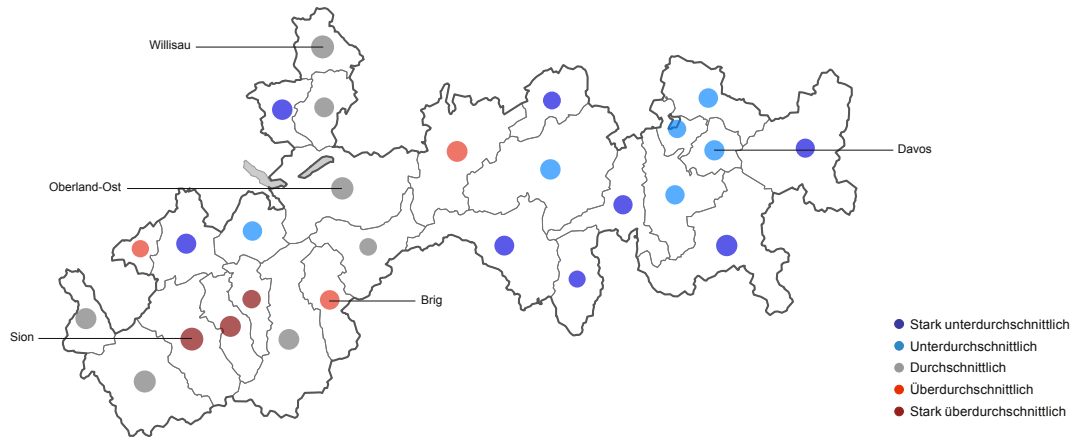 Willisau
Davos
Oberland-Ost
Brig
Sion
Stark unterdurchschnittlich
Unterdurchschnittlich
Durchschnittlich
Überdurchschnittlich
Stark überdurchschnittlich